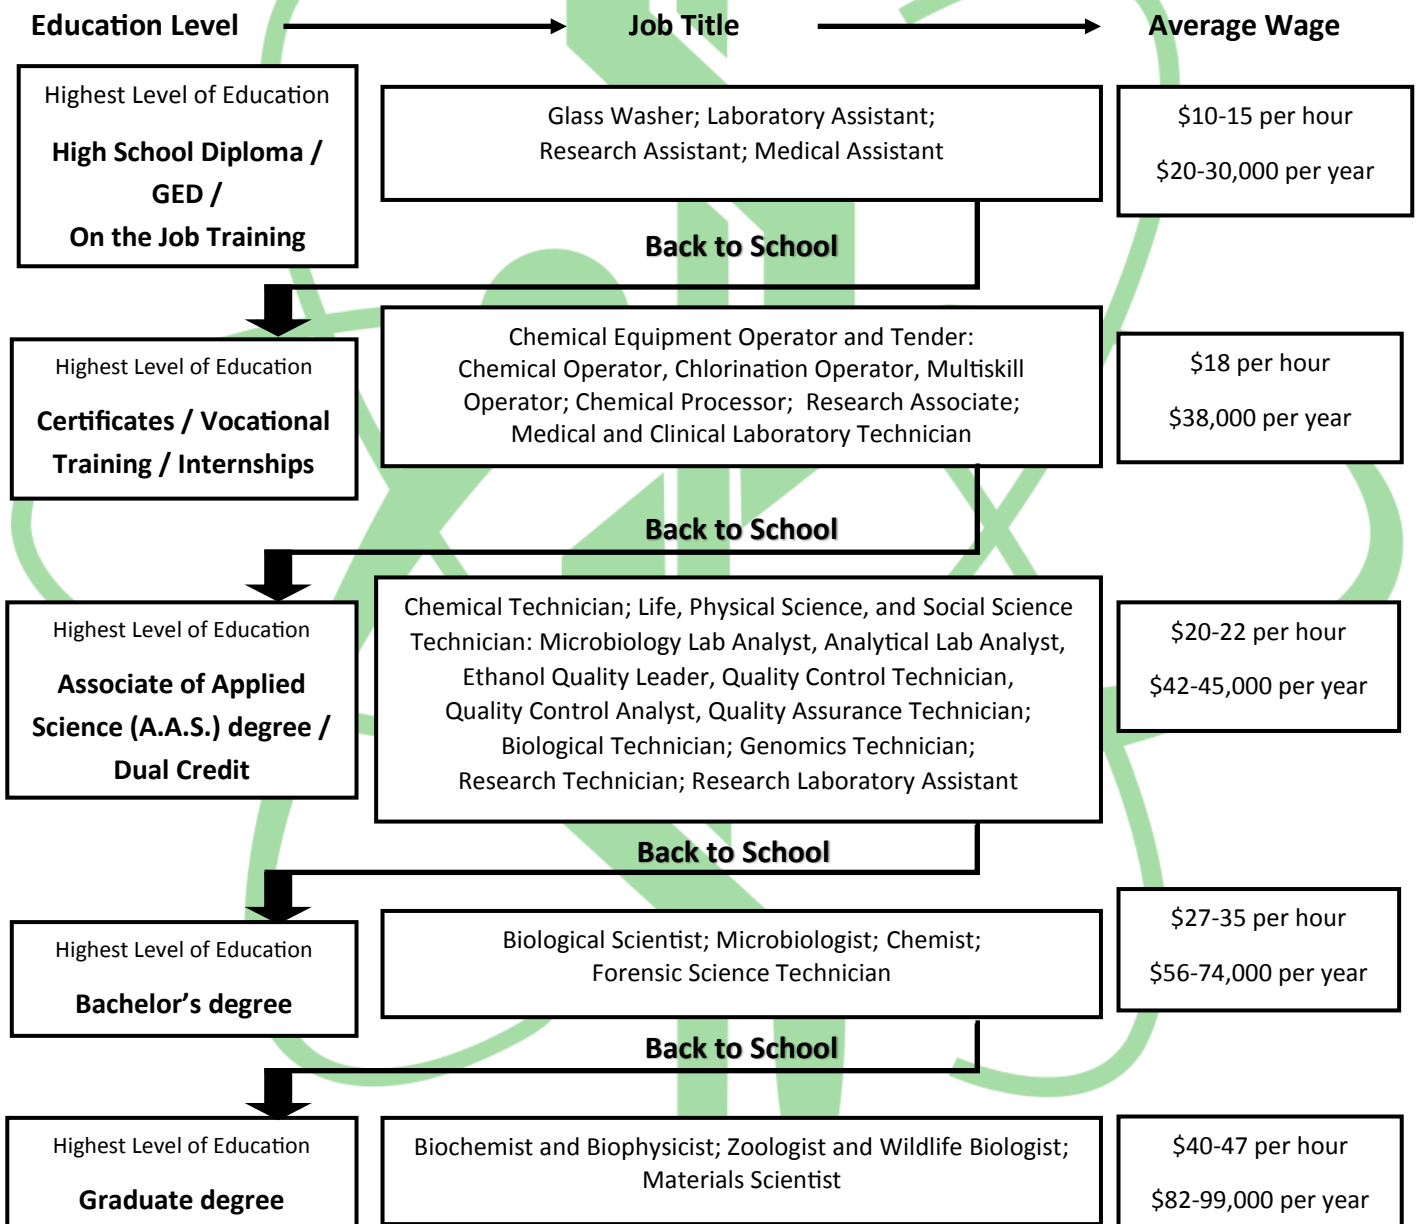 Education Level
Job Title
Average Wage
Highest Level of Education
High School Diploma /
GED /
On the Job Training
Glass Washer; Laboratory Assistant;
Research Assistant; Medical Assistant
$10-15 per hour
$20-30,000 per year
Back to School
Highest Level of Education
Certificates / Vocational
Training / Internships
Chemical Equipment Operator and Tender:
Chemical Operator, Chlorination Operator, Multiskill
Operator; Chemical Processor; Research Associate;
Medical and Clinical Laboratory Technician
$18 per hour
$38,000 per year
Back to School
Highest Level of Education
Associate of Applied
Science (A.A.S.) degree /
Dual Credit
Chemical Technician; Life, Physical Science, and Social Science
Technician: Microbiology Lab Analyst, Analytical Lab Analyst,
Ethanol Quality Leader, Quality Control Technician,
Quality Control Analyst, Quality Assurance Technician;
Biological Technician; Genomics Technician;
Research Technician; Research Laboratory Assistant
$20-22 per hour
$42-45,000 per year
Back to School
Highest Level of Education
Bachelor’s degree
Biological Scientist; Microbiologist; Chemist;
Forensic Science Technician
$27-35 per hour
$56-74,000 per year
Back to School
Highest Level of Education
Graduate degree
Biochemist and Biophysicist; Zoologist and Wildlife Biologist;
Materials Scientist
$40-47 per hour
$82-99,000 per year